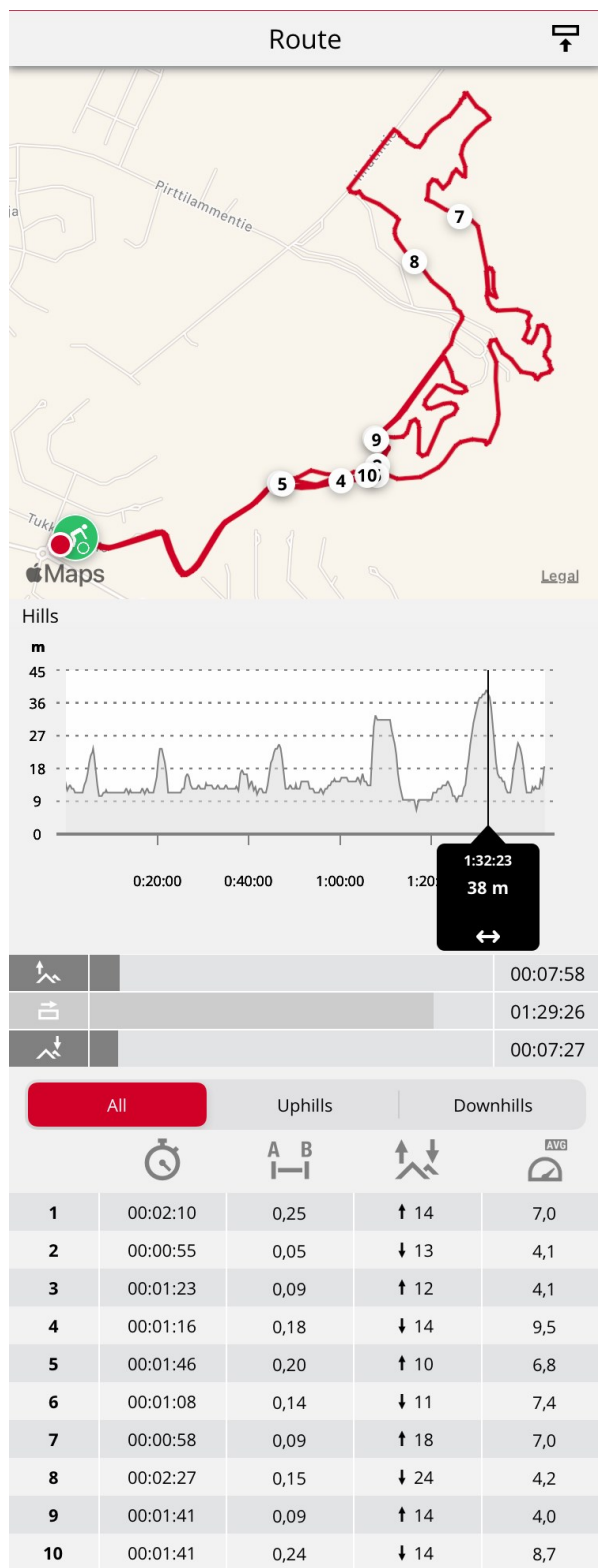 Route
Pirttilammentie
ja
7
8
9
10
4
5
Tukk
Maps
Legal
Hills
m
45
36
27
18
9
0
0:20:00 0:40:00 1:00:00 1:20:
1:32:23
38 m
00:07:58
01:29:26
00:07:27
All Uphills Downhills
A B
AVG
1 00:02:10 0,25 14 7,0
2 00:00:55 0,05 13 4,1
3 00:01:23 0,09 12 4,1
4 00:01:16 0,18 14 9,5
5 00:01:46 0,20 10 6,8
6 00:01:08 0,14 11 7,4
7 00:00:58 0,09 18 7,0
8 00:02:27 0,15 24 4,2
9 00:01:41 0,09 14 4,0
10 00:01:41 0,24 14 8,7